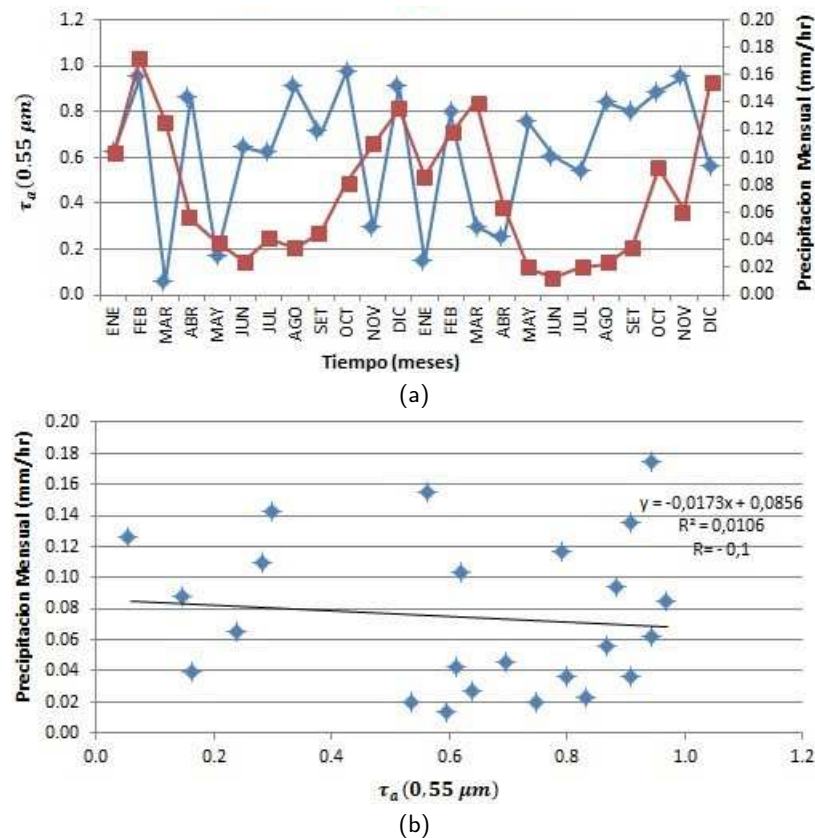 1.2
1.0
0.8
0.6
0.4
0.2
0.0
τa (0.55 μm)
0.20
0.18
0.16
0.14
0.12
0.10
0.08
0.06
0.04
0.02
0.00
Precipitacion Mensual (mm/hr)
ENE FEB MAR ABR MAY JUN JUL AGO SET OCT NOV DIC ENE FEB MAR ABR MAY JUN JUL AGO SET OCT NOV DIC
Tiempo (meses)
(a)
0.20
0.18
0.16
0.14
0.12
0.10
0.08
0.06
0.04
0.02
0.00
Precipitacion Mensual (mm/hr)
y = -0,0173x + 0,0856
R² = 0,0106
R= - 0,1
0.0 0.2 0.4 0.6 0.8 1.0 1.2
τa (0,55 μm)
(b)